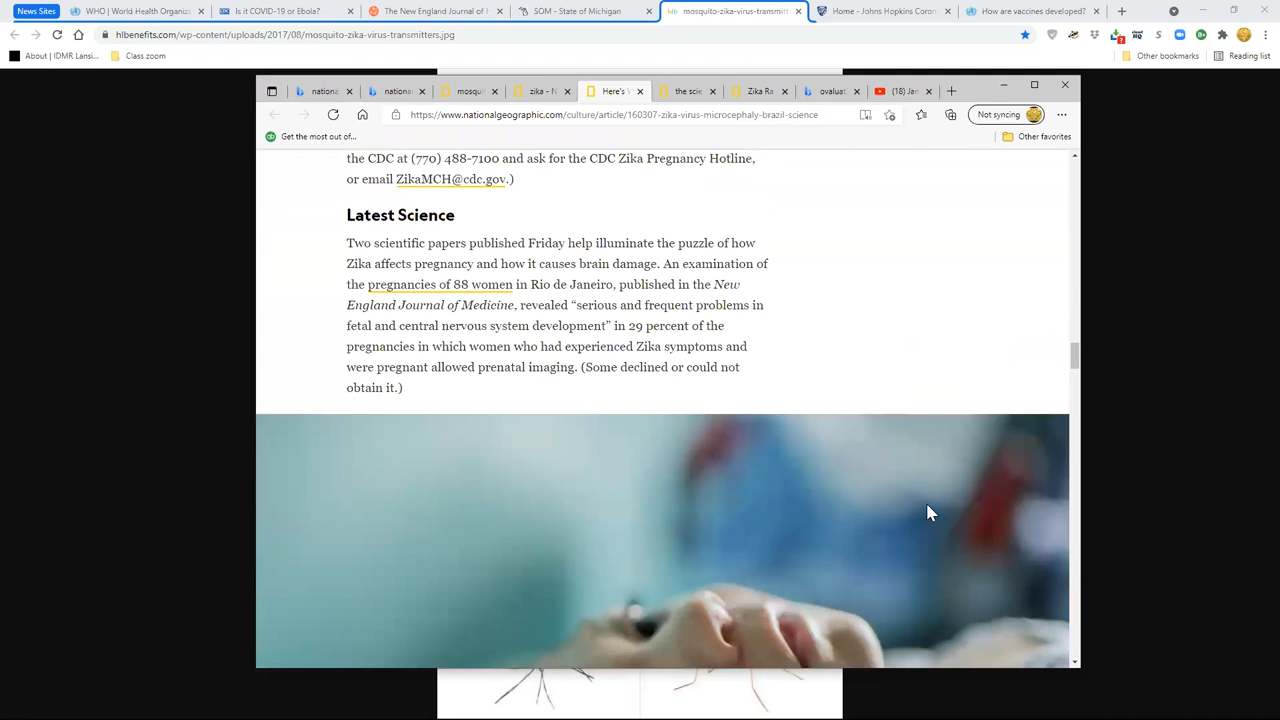 News Sites
WHO | World Health Organiz
Is it COVID-19 or Ebola?
The New England Journal of
SOM - State of Michigan
mosquito-zika-virus-transmitt
Home - Johns Hopkins Coron
How are vaccines developed?
hlbenefits.com/wp-content/uploads/2017/08/mosquito-zika-virus-transmitters.jpg
About | IDMR Lansi...
Class zoom
Other bookmarks
Reading list
nationa
nationa
mosqui
zika - N
Here's
the scie
Zika Ra
ovulat
(18) Jan
https://www.nationalgeographic.com/culture/article/160307-zika-virus-microcephaly-brazil-science
Not syncing
Get the most out of...
Other favorites
the CDC at (770) 488-7100 and ask for the CDC Zika Pregnancy Hotline,
or email ZikaMCH@cdc.gov.)
Latest Science
Two scientific papers published Friday help illuminate the puzzle of how
Zika affects pregnancy and how it causes brain damage. An examination of
the pregnancies of 88 women in Rio de Janeiro, published in the New
England Journal of Medicine, revealed “serious and frequent problems in
fetal and central nervous system development” in 29 percent of the
pregnancies in which women who had experienced Zika symptoms and
were pregnant allowed prenatal imaging. (Some declined or could not
obtain it.)